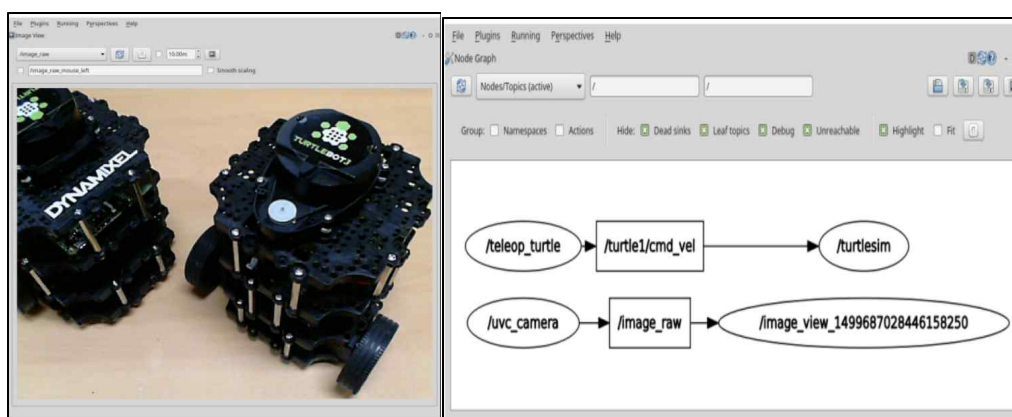 File Plugins Running Perspectives Help
Image View
/image_raw
10.00m
/image_raw_mouse_left
Smooth scaling
TURTLEBOT3
DYNAMIXEL
File Plugins Running Perspectives Help
Node Graph
Nodes/Topics (active) / /
Group: Namespaces Actions Hide: Dead sinks Leaf topics Debug Unreachable Highlight Fit
/teleop_turtle /turtle1/cmd_vel /turtlesim
/uvc_camera /image_raw /image_view_1499687028446158250